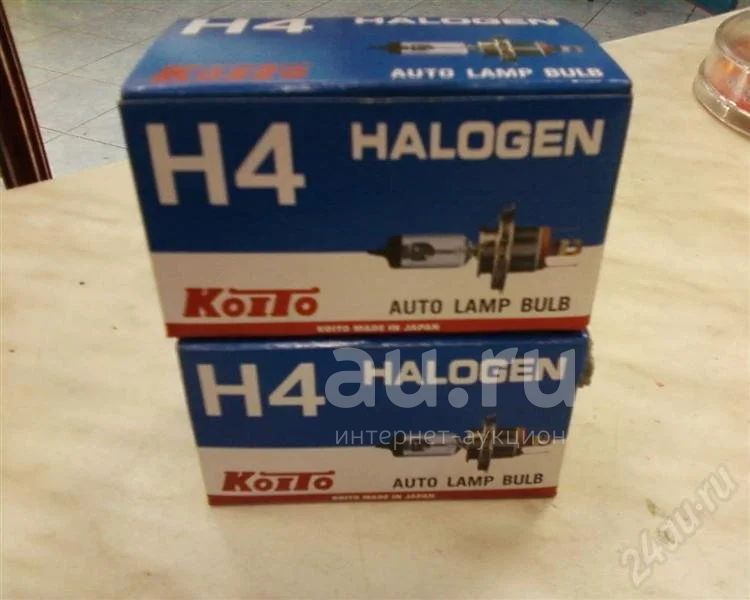 H4 HALOGEN
KOITO AUTO LAMP BULB
H4 HALOGEN
KOITO AUTO LAMP BULB
KOITO MADE IN JAPAN
H4 HALOGEN
KOITO AUTO LAMP BULB
KOITO MADE IN JAPAN
au.ru
интернет-аукцион
24au.ru